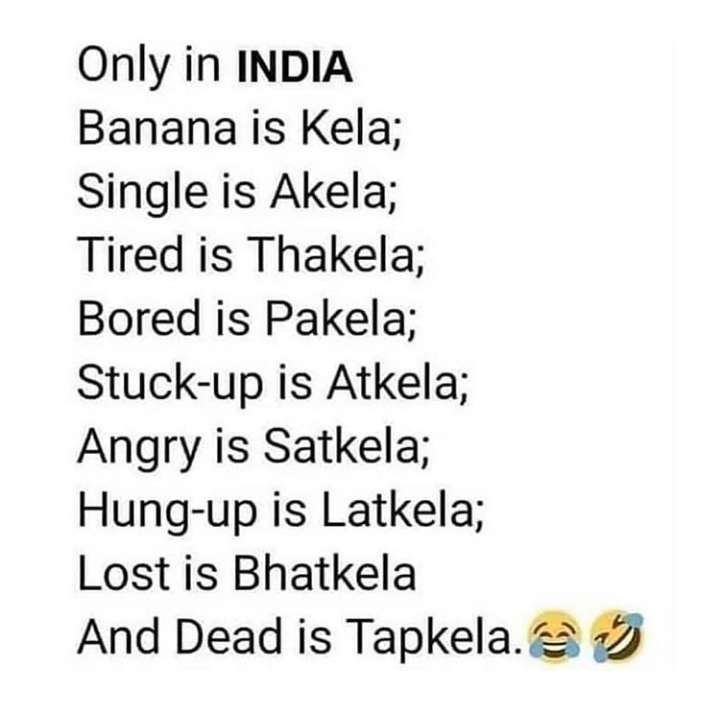 Only in INDIA
Banana is Kela;
Single is Akela;
Tired is Thakela;
Bored is Pakela;
Stuck-up is Atkela;
Angry is Satkela;
Hung-up is Latkela;
Lost is Bhatkela
And Dead is Tapkela.😂🤣